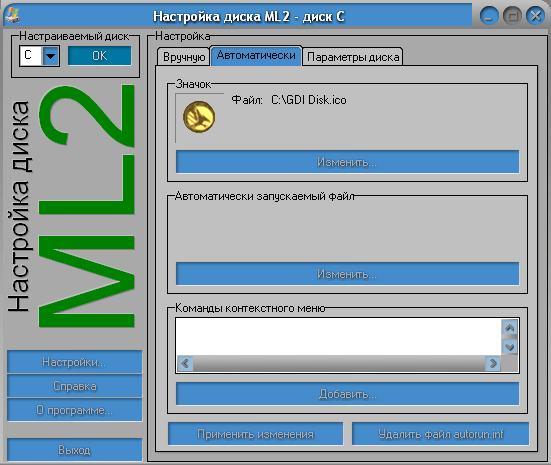 Настройка диска ML2 - диск C
Настраиваемый диск
C OK
Настройка диска
ML2
Настройки...
Справка
О программе...
Выход
Настройка
Вручную Автоматически Параметры диска
Значок
Файл: C:\GDI Disk.ico
Изменить...
Автоматически запускаемый файл
Изменить...
Команды контекстного меню
Добавить...
Применить изменения Удалить файл autorun.inf